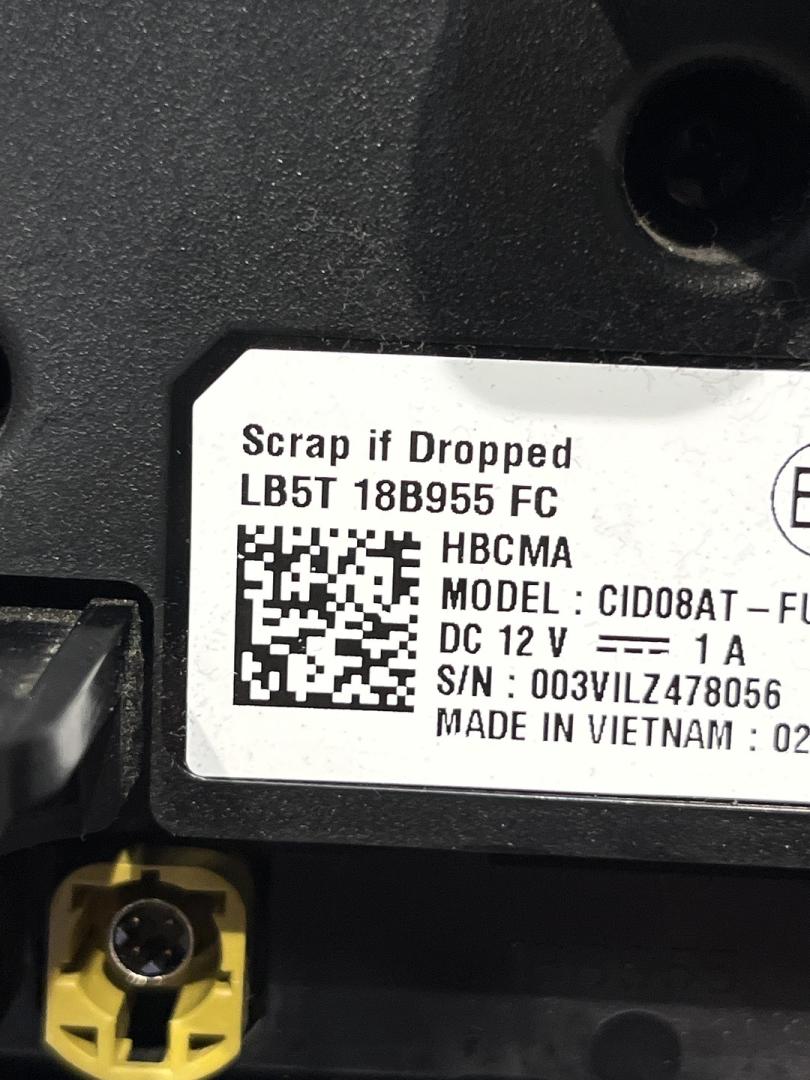 Scrap if Dropped
LB5T 18B955 FC
HBCMA
MODEL : CID08AT-FU
DC 12 V ⎓ 1 A
S/N : 003VILZ478056
MADE IN VIETNAM : 02